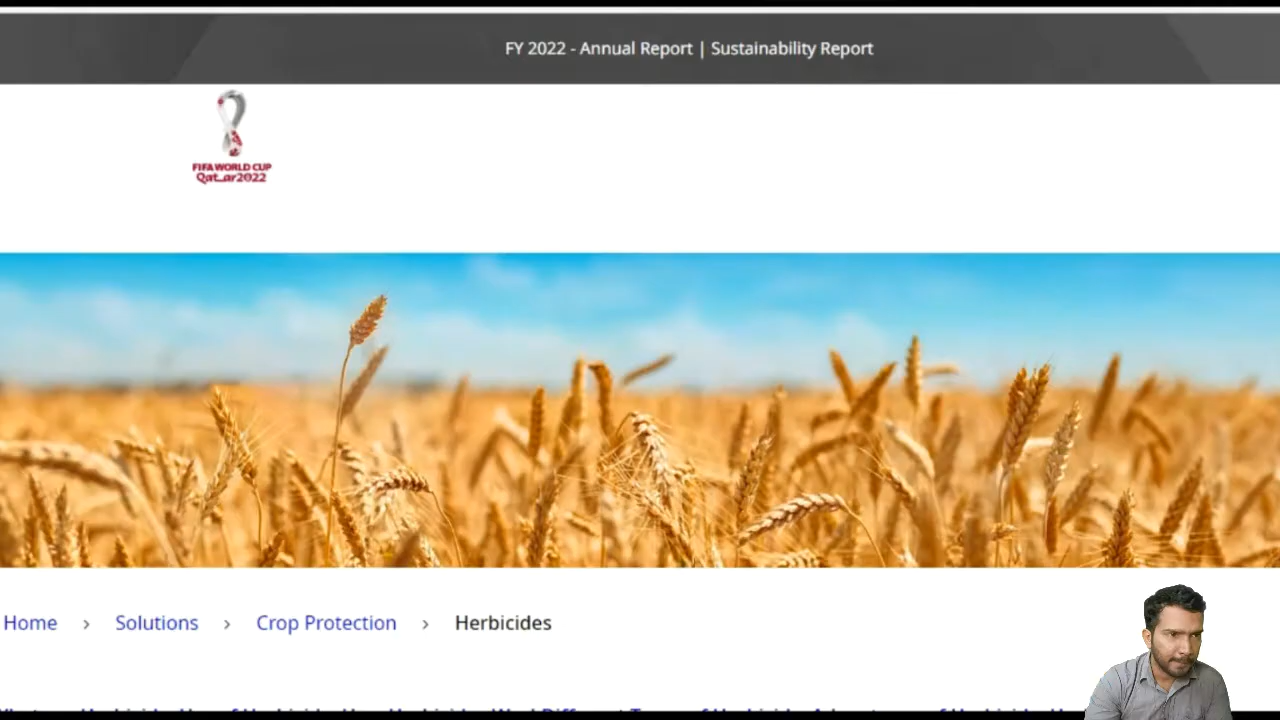 FY 2022 - Annual Report | Sustainability Report
FIFA WORLD CUP
Qatar2022
Home > Solutions > Crop Protection > Herbicides